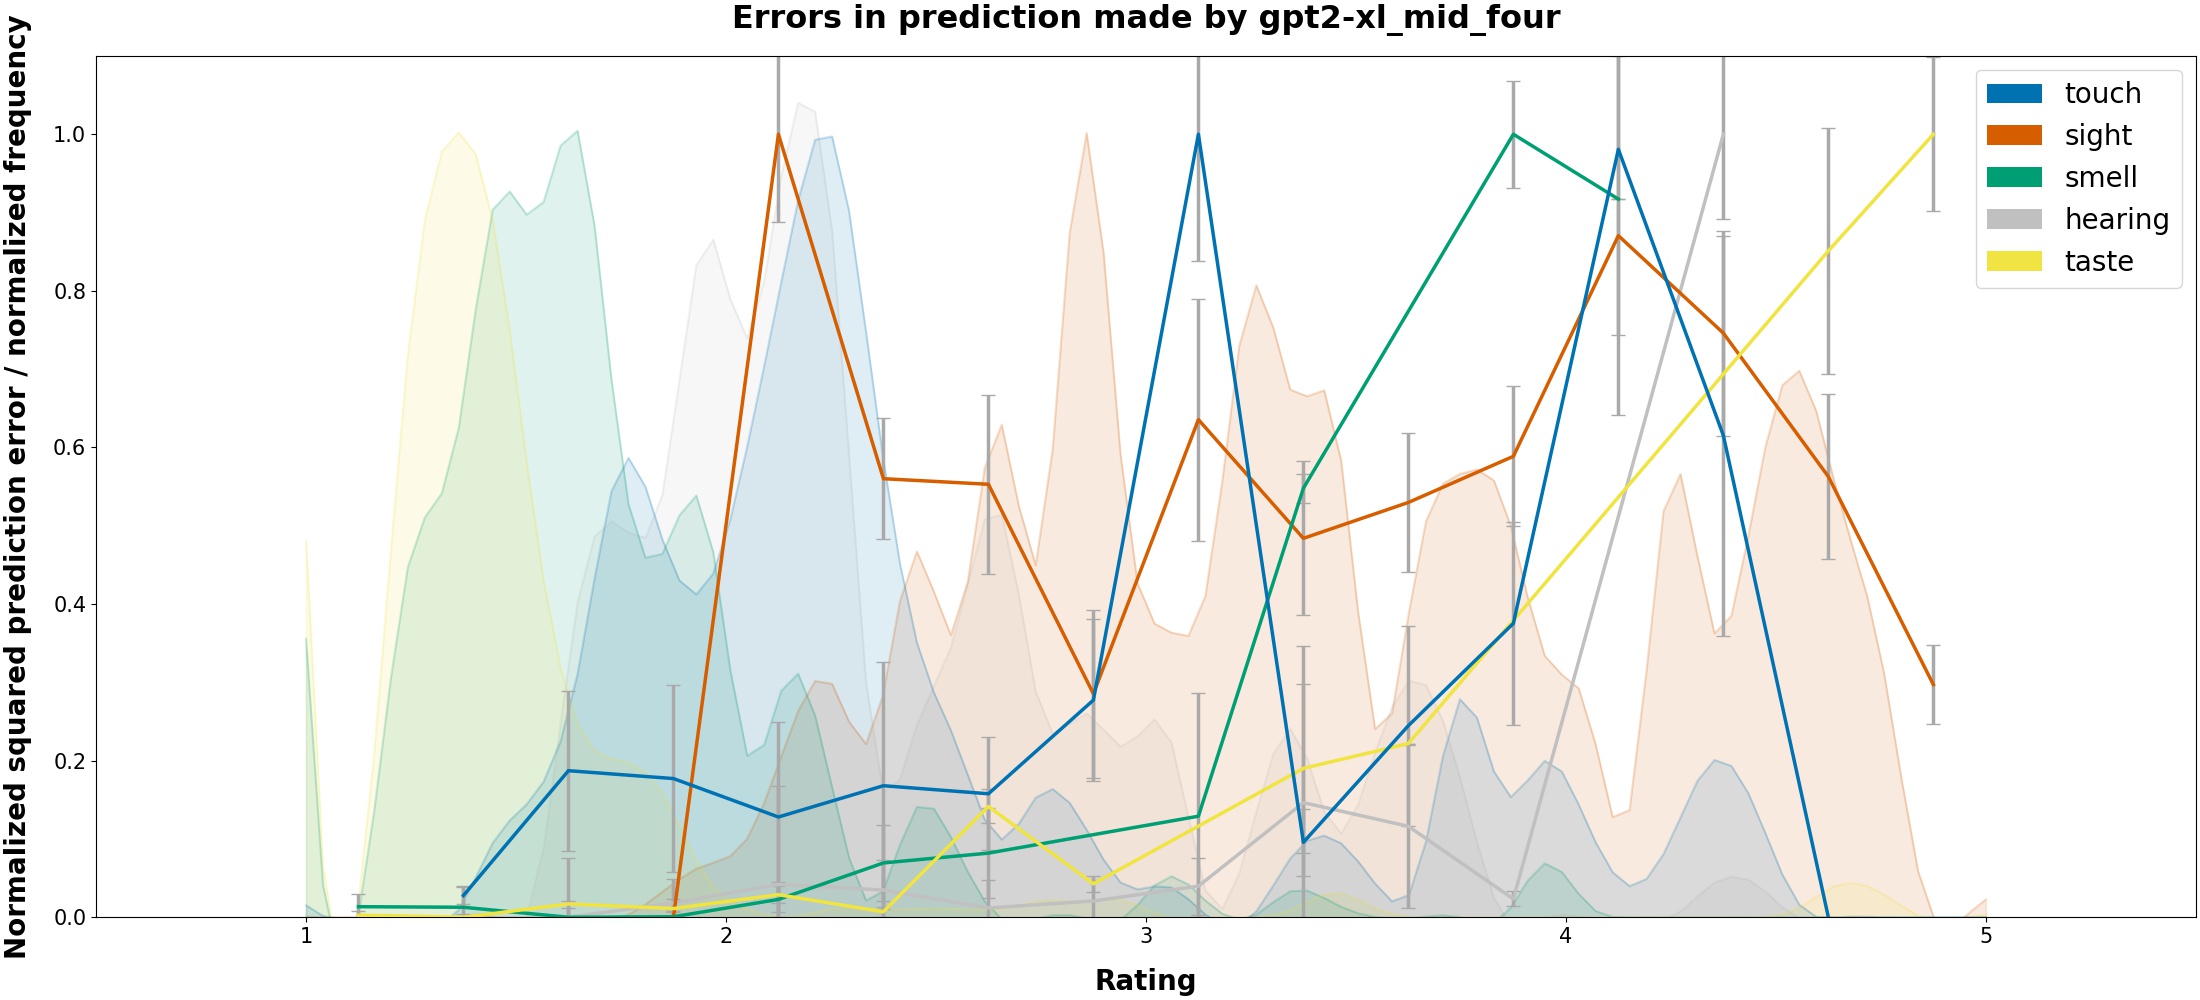 Errors in prediction made by gpt2-xl_mid_four
Normalized squared prediction error / normalized frequency
1.0
0.8
0.6
0.4
0.2
0.0
touch
sight
smell
hearing
taste
1
2
3
4
5
Rating